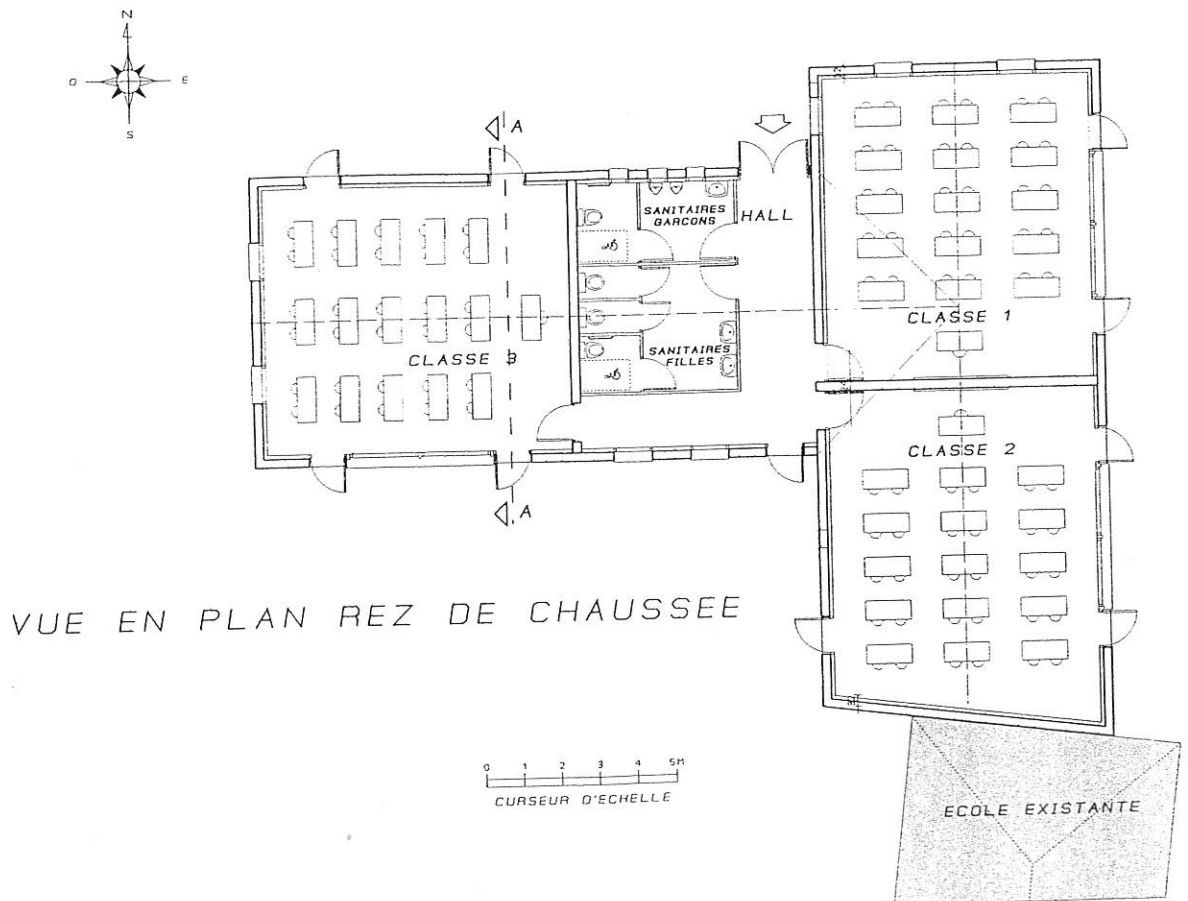 N
O E
S
A
SANITAIRES
GARCONS
HALL
CLASSE 1
CLASSE 3
SANITAIRES
FILLES
CLASSE 2
A
VUE EN PLAN REZ DE CHAUSSEE
0 1 2 3 4 5M
CURSEUR D'ECHELLE
ECOLE EXISTANTE